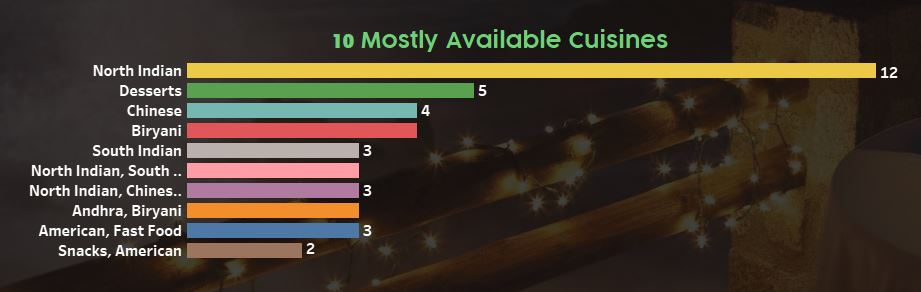 10 Mostly Available Cuisines
North Indian 12
Desserts 5
Chinese 4
Biryani
South Indian 3
North Indian, South ..
North Indian, Chines.. 3
Andhra, Biryani
American, Fast Food 3
Snacks, American 2